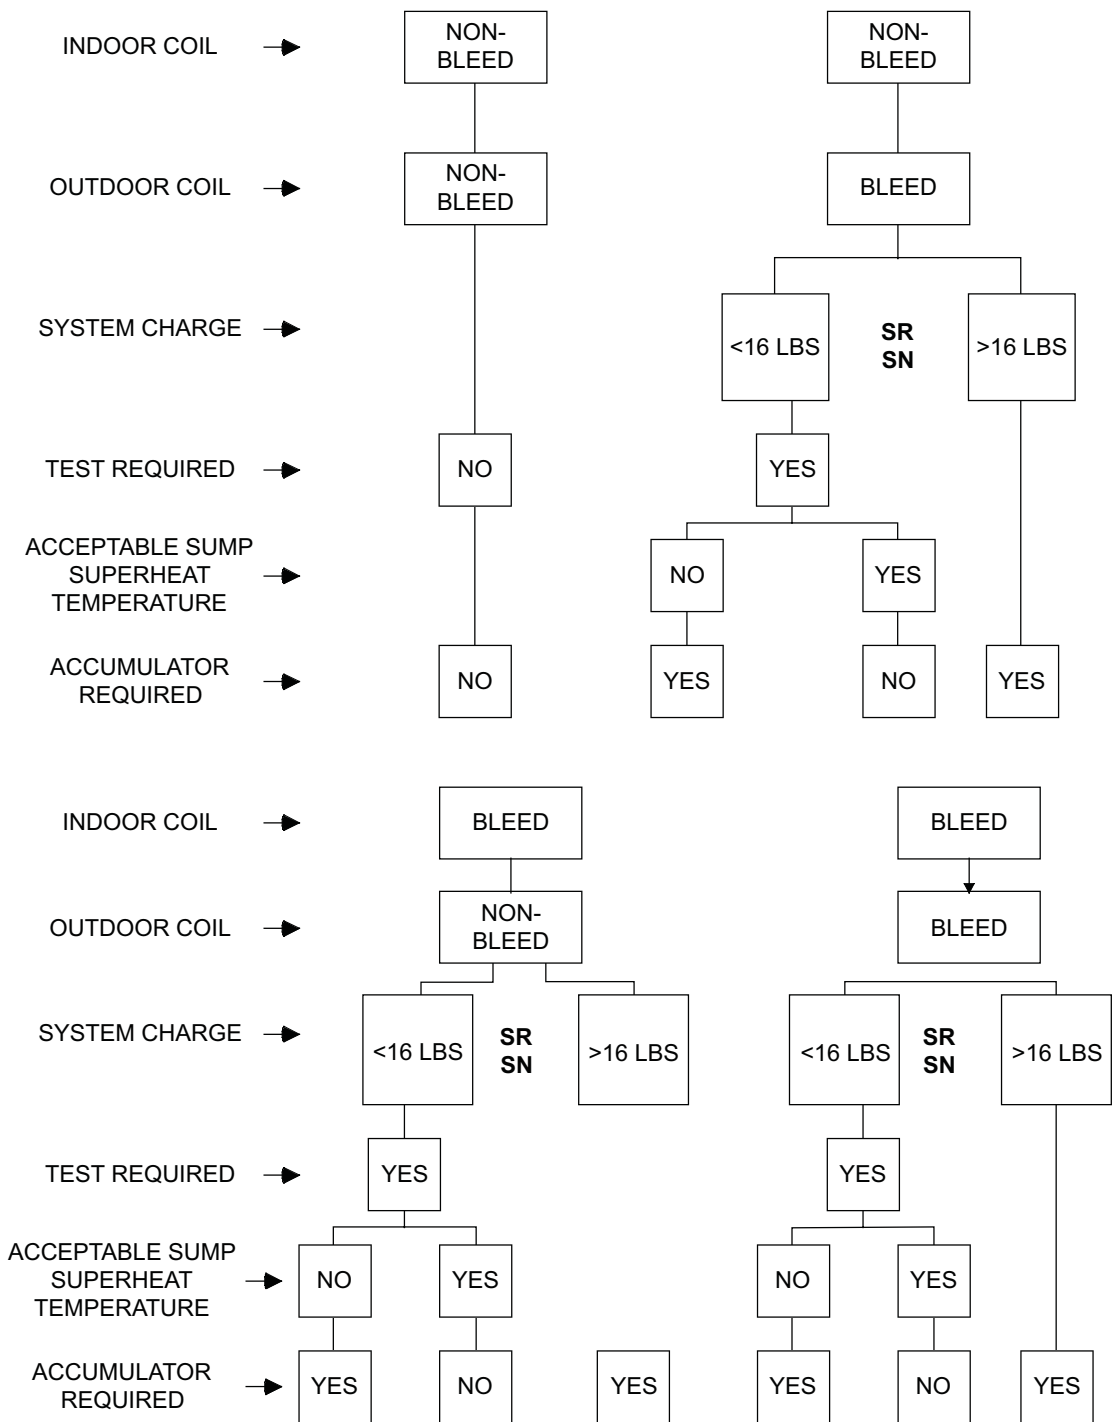 INDOOR COIL
NON-
BLEED
NON-
BLEED
OUTDOOR COIL
NON-
BLEED
BLEED
SYSTEM CHARGE
<16 LBS
SR
SN
>16 LBS
TEST REQUIRED
NO
YES
ACCEPTABLE SUMP
SUPERHEAT
TEMPERATURE
NO
YES
ACCUMULATOR
REQUIRED
NO
YES
NO
YES
INDOOR COIL
BLEED
BLEED
OUTDOOR COIL
NON-
BLEED
BLEED
SYSTEM CHARGE
<16 LBS
SR
SN
>16 LBS
<16 LBS
SR
SN
>16 LBS
TEST REQUIRED
YES
YES
ACCEPTABLE SUMP
SUPERHEAT
TEMPERATURE
NO
YES
NO
YES
ACCUMULATOR
REQUIRED
YES
NO
YES
YES
NO
YES